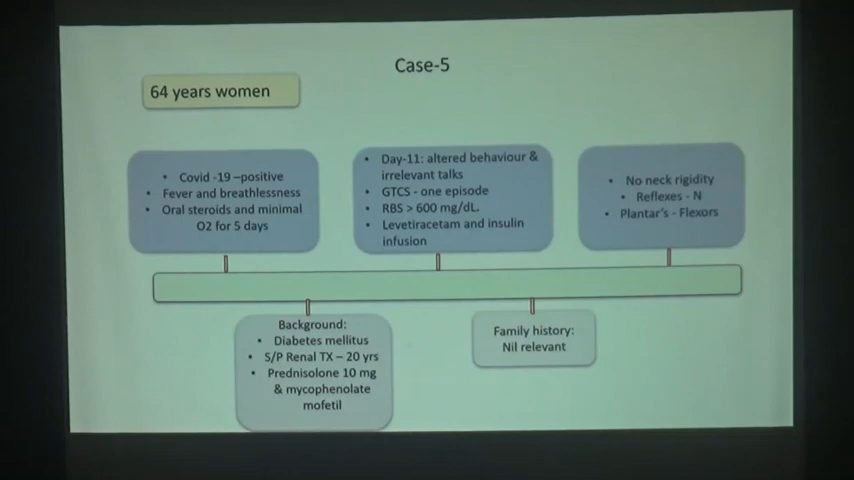 Case-5
64 years women
• Covid -19 –positive
• Fever and breathlessness
• Oral steroids and minimal
O2 for 5 days
• Day-11: altered behaviour &
irrelevant talks
• GTCS - one episode
• RBS > 600 mg/dL.
• Levetiracetam and insulin
infusion
• No neck rigidity
• Reflexes - N
• Plantar's - Flexors
Background:
• Diabetes mellitus
• S/P Renal TX – 20 yrs
• Prednisolone 10 mg
& mycophenolate
mofetil
Family history:
Nil relevant